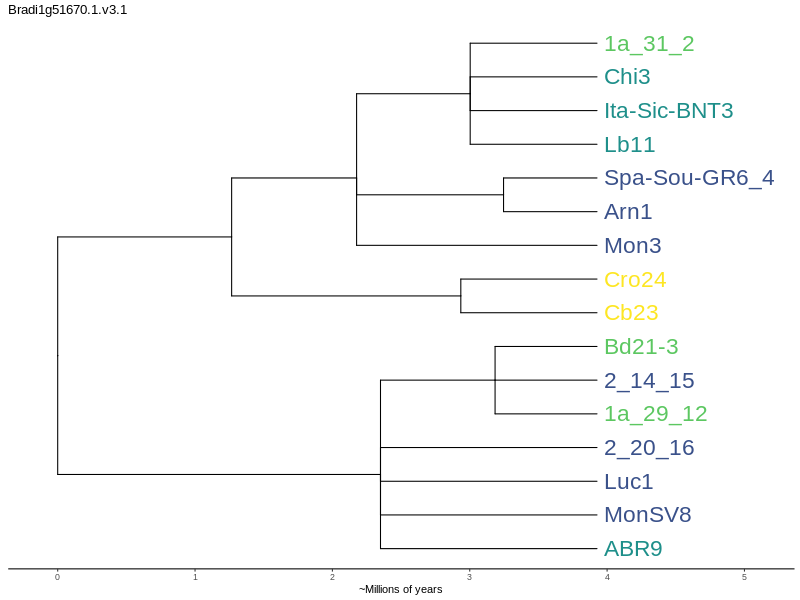 Bradi1g51670.1.v3.1
1a_31_2
Chi3
Ita-Sic-BNT3
Lb11
Spa-Sou-GR6_4
Arn1
Mon3
Cro24
Cb23
Bd21-3
2_14_15
1a_29_12
2_20_16
Luc1
MonSV8
ABR9
0 1 2 3 4 5
~Millions of years